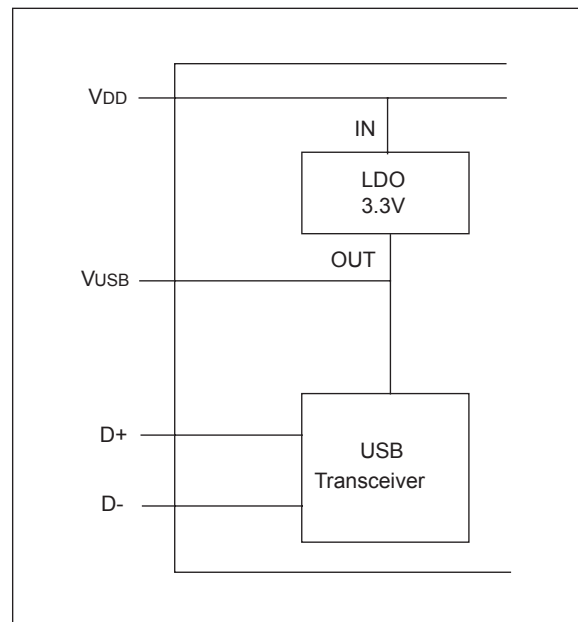 VDD
IN
LDO
3.3V
OUT
VUSB
D+
USB
Transceiver
D-